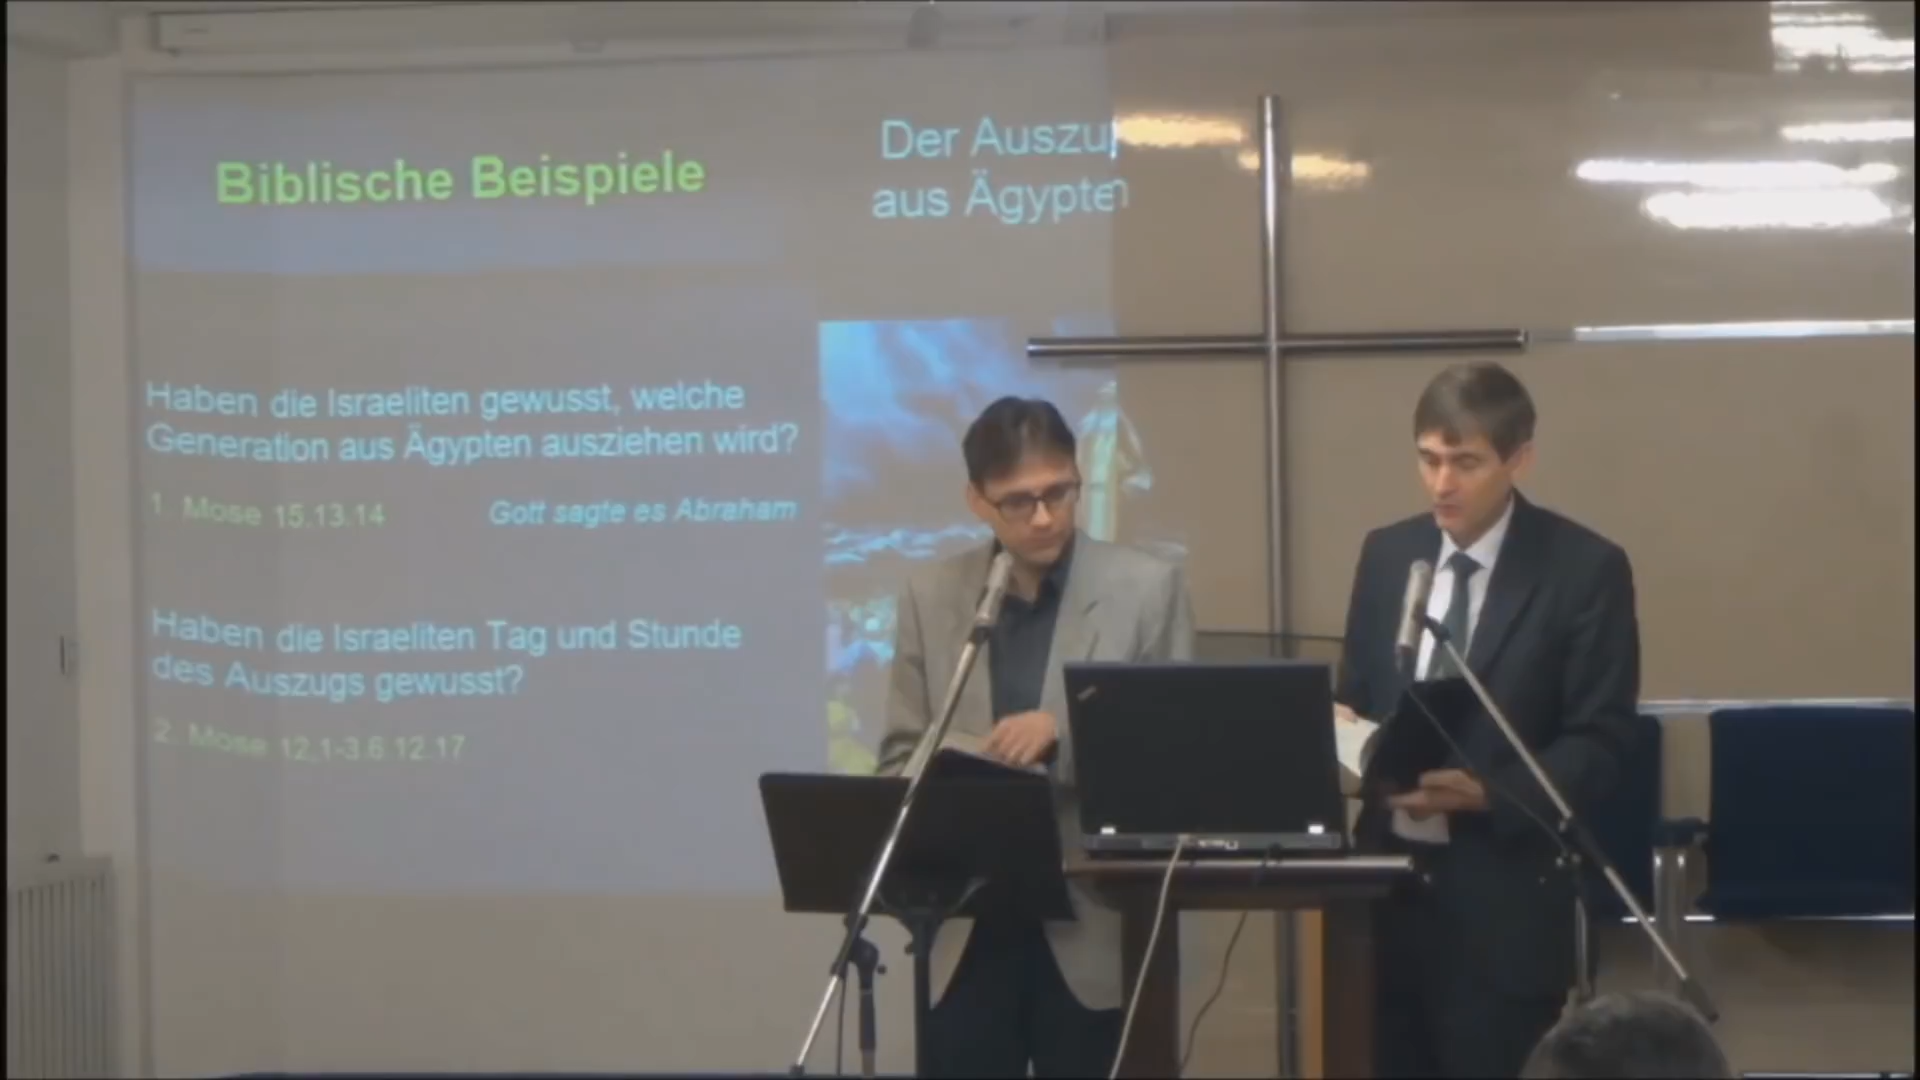 Biblische Beispiele
Der Auszug
aus Ägypten
Haben die Israeliten gewusst, welche
Generation aus Ägypten ausziehen wird?
1. Mose 15.13.14 Gott sagte es Abraham
Haben die Israeliten Tag und Stunde
des Auszugs gewusst?
2. Mose 12,1-3.6.12.17